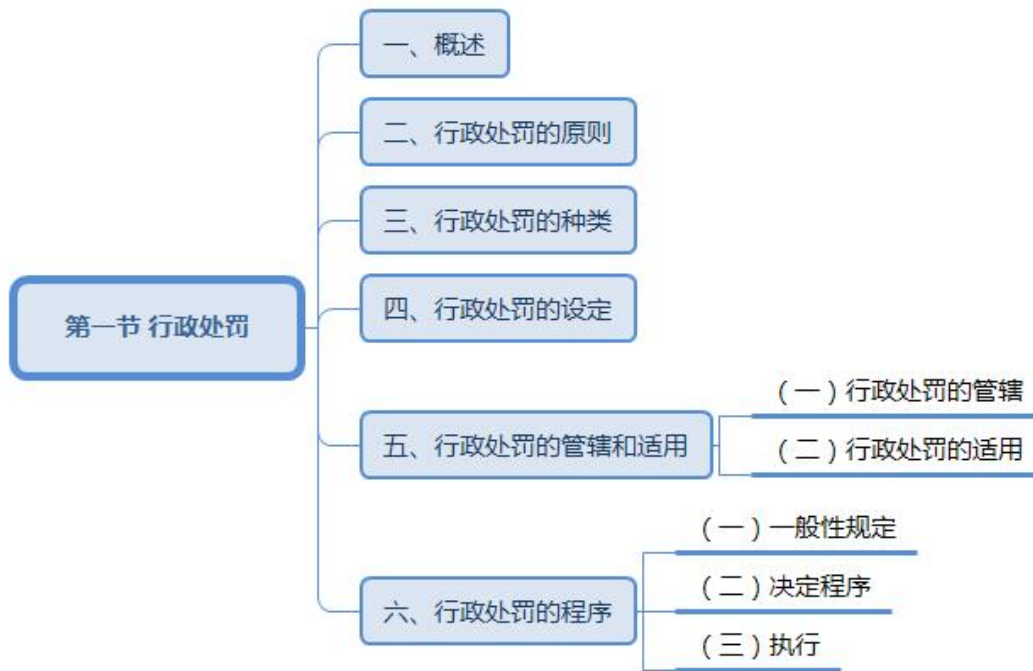 第一节 行政处罚
一、概述
二、行政处罚的原则
三、行政处罚的种类
四、行政处罚的设定
五、行政处罚的管辖和适用
（一）行政处罚的管辖
（二）行政处罚的适用
六、行政处罚的程序
（一）一般性规定
（二）决定程序
（三）执行